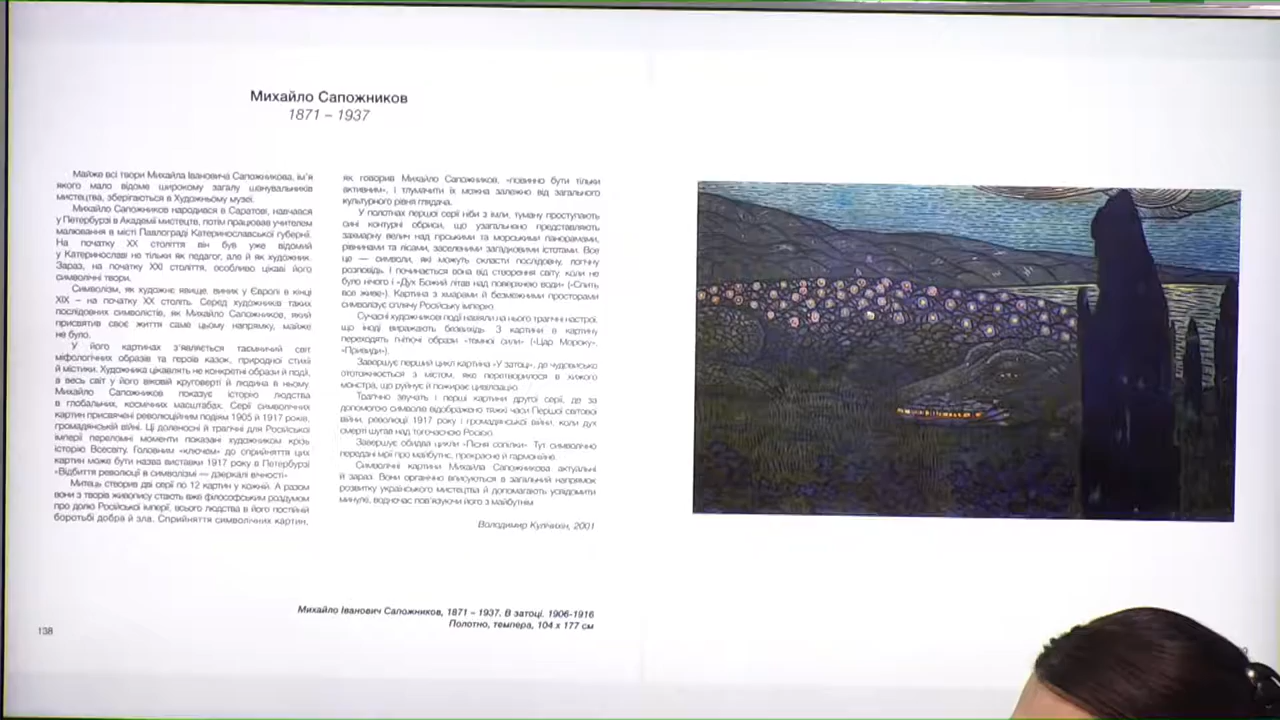 Михайло Сапожников
1871 – 1937
Майже всі твори Михайла Івановича Сапожникова, ім'я
якого мало відоме широкому загалу шанувальників
мистецтва, зберігаються в Художньому музеї.
Михайло Сапожников народився в Саратові, навчався
у Петербурзі в Академії мистецтв, потім працював учителем
малювання в місті Павлограді Катеринославської губернії.
На початку XX століття він був уже відомий
у Катеринославі не тільки як педагог, але й як художник.
Зараз, на початку XXI століття, особливо цікаві його
символічні твори.
Символізм, як художнє явище, виник у Європі в кінці
XIX – на початку XX століть. Серед художників таких
послідовних символістів, як Михайло Сапожников, який
присвятив своє життя саме цьому напрямку, майже
не було.
У його картинах з'является таємничий світ
міфологічних образів та героїв казок, природної стихії
й містики. Художника цікавлять не конкретні образи й події,
а весь світ у його віковій круговерті й людина в ньому.
Михайло Сапожников показує історію людства
в глобальних, космічних масштабах. Серії символічних
картин присвячені революційним подіям 1905 й 1917 років,
громадянській війні. Ці доленосні й трагічні для Російської
імперії переломні моменти показані художником крізь
історію Всесвіту. Головним «ключем» до сприйняття цих
картин може бути назва виставки 1917 року в Петербурзі
«Відбиття революції в символізмі — дзеркалі вічності»
Митець створив дві серії по 12 картин у кожній. А разом
вони з творів живопису стають вже філософським роздумом
про долю Російської імперії, всього людства в його постійній
боротьбі добра й зла. Сприйняття символічних картин,
як говорив Михайло Сапожников, «повинно бути тільки
активним», і тлумачити їх можна залежно від загального
культурного рівня глядача.
У полотнах першої серії ніби з імли, туману проступають
сині контурні обриси, що узагальнено представляють
захмарну велич над гірськими та морськими панорамами,
рівнинами та лісами, заселеними загадковими істотами. Все
це — символи, які можуть скласти послідовну, логічну
розповідь. І починається вона від створення світу, коли не
було нічого і «Дух Божий літав над поверхнею води» («Спить
все живе»). Картина з хмарами й безмежними просторами
символізує сплячу Російську імперію.
Сучасні художникові події навіяли на нього трагічні настрої,
що іноді виражають безвихідь. З картини в картину
переходять гнітючі образи «темної сили» («Цар Мороку»,
«Привиди»).
Завершує перший цикл картина «У затоці», де чудовисько
ототожнюється з містом, яке перетворилося в хижого
монстра, що руйнує й пожирає цивілізацію.
Трагічно звучать і перші картини другої серії, де за
допомогою символів відображено тяжкі часи Першої світової
війни, революції 1917 року і громадянської війни, коли дух
смерті шугав над тогочасною Росією.
Завершує обидва цикли «Пісня сопілки». Тут символічно
передані мрії про майбутнє, прекрасне й гармонійне.
Символічні картини Михайла Сапожникова актуальні
й зараз. Вони органічно вписуються в загальний напрямок
розвитку українського мистецтва й допомагають усвідомити
минуле, водночас пов'язуючи його з майбутнім
Володимир Кулічихін, 2001
Михайло Іванович Сапожников, 1871 – 1937. В затоці. 1906-1916
Полотно, темпера, 104 x 177 см
138